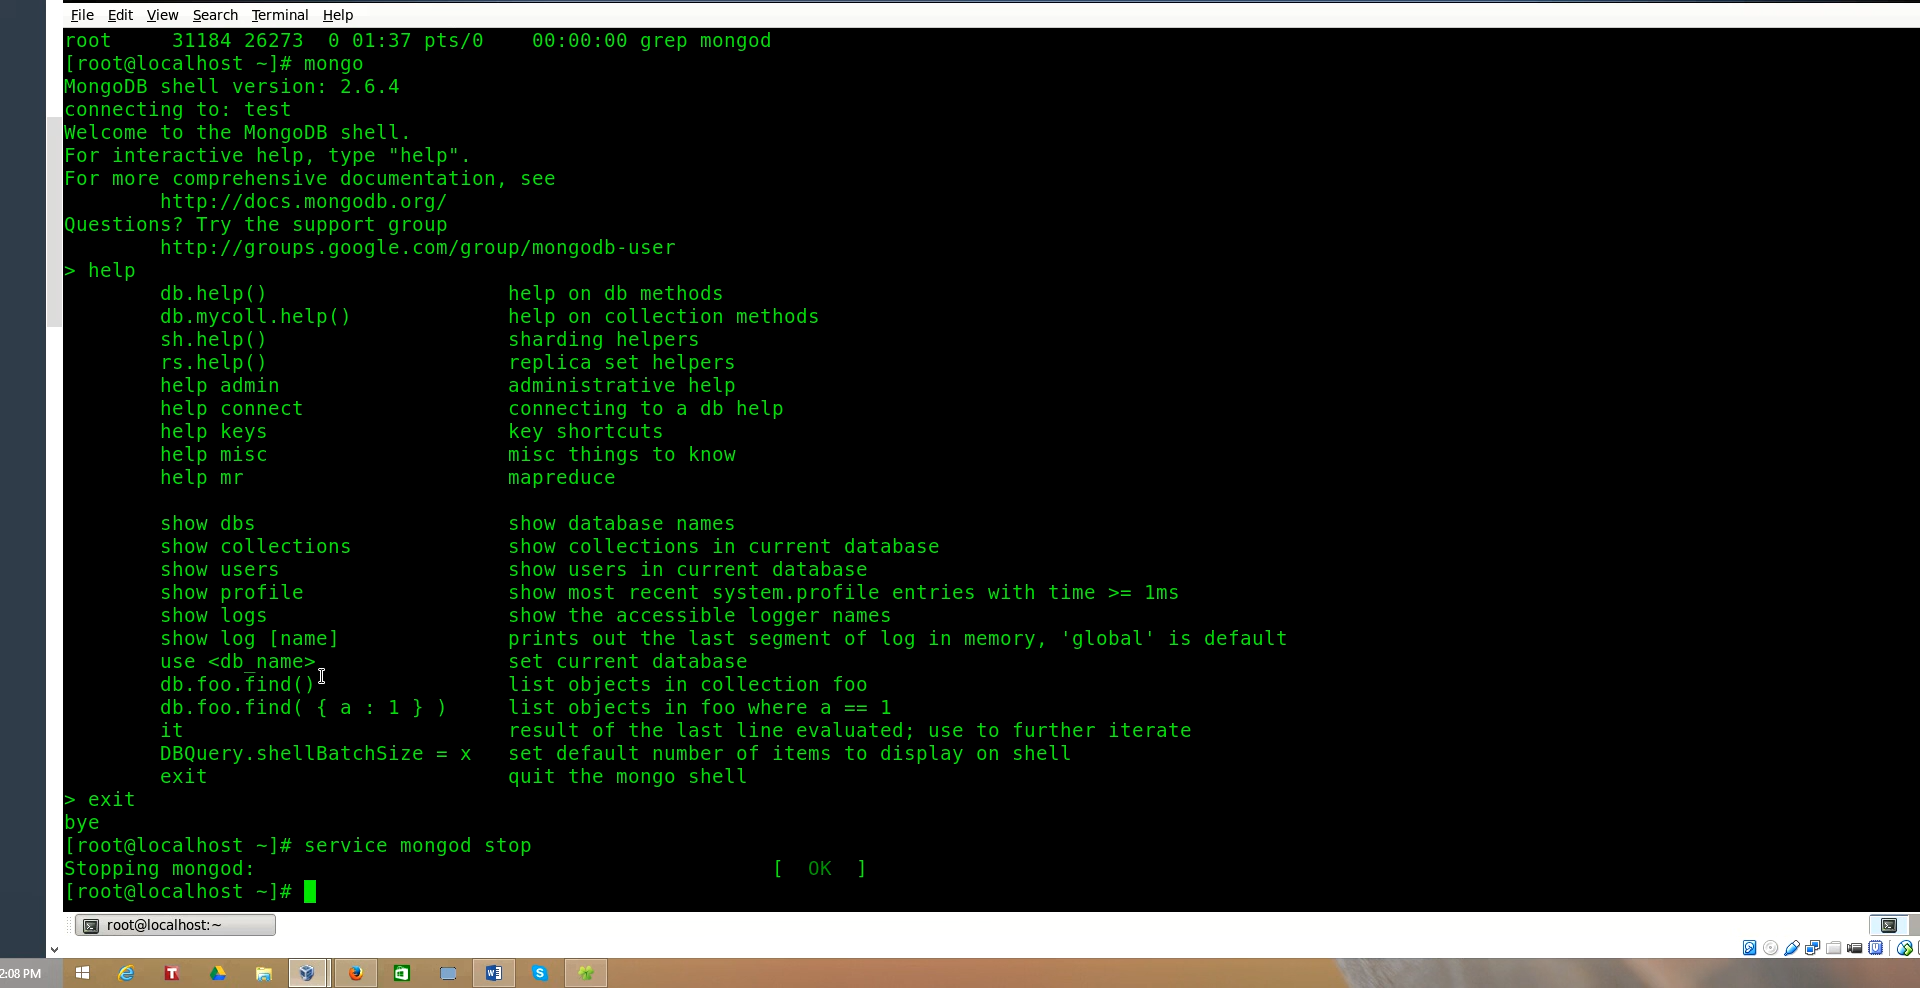 File Edit View Search Terminal Help
root     31184 26273  0 01:37 pts/0    00:00:00 grep mongod
[root@localhost ~]# mongo
MongoDB shell version: 2.6.4
connecting to: test
Welcome to the MongoDB shell.
For interactive help, type "help".
For more comprehensive documentation, see
        http://docs.mongodb.org/
Questions? Try the support group
        http://groups.google.com/group/mongodb-user
> help
        db.help()                    help on db methods
        db.mycoll.help()             help on collection methods
        sh.help()                    sharding helpers
        rs.help()                    replica set helpers
        help admin                   administrative help
        help connect                 connecting to a db help
        help keys                    key shortcuts
        help misc                    misc things to know
        help mr                      mapreduce
        show dbs                     show database names
        show collections             show collections in current database
        show users                   show users in current database
        show profile                 show most recent system.profile entries with time >= 1ms
        show logs                    show the accessible logger names
        show log [name]              prints out the last segment of log in memory, 'global' is default
        use <db_name>                set current database
        db.foo.find()                list objects in collection foo
        db.foo.find( { a : 1 } )     list objects in foo where a == 1
        it                           result of the last line evaluated; use to further iterate
        DBQuery.shellBatchSize = x   set default number of items to display on shell
        exit                         quit the mongo shell
> exit
bye
[root@localhost ~]# service mongod stop
Stopping mongod:                                           [  OK  ]
[root@localhost ~]#
root@localhost:~
2:08 PM